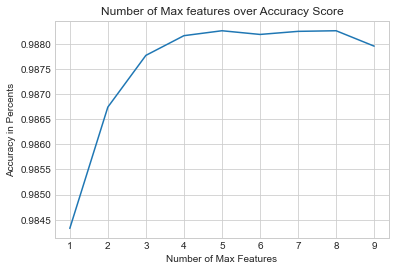 Number of Max features over Accuracy Score
Accuracy in Percents
0.9880
0.9875
0.9870
0.9865
0.9860
0.9855
0.9850
0.9845
1 2 3 4 5 6 7 8 9
Number of Max Features